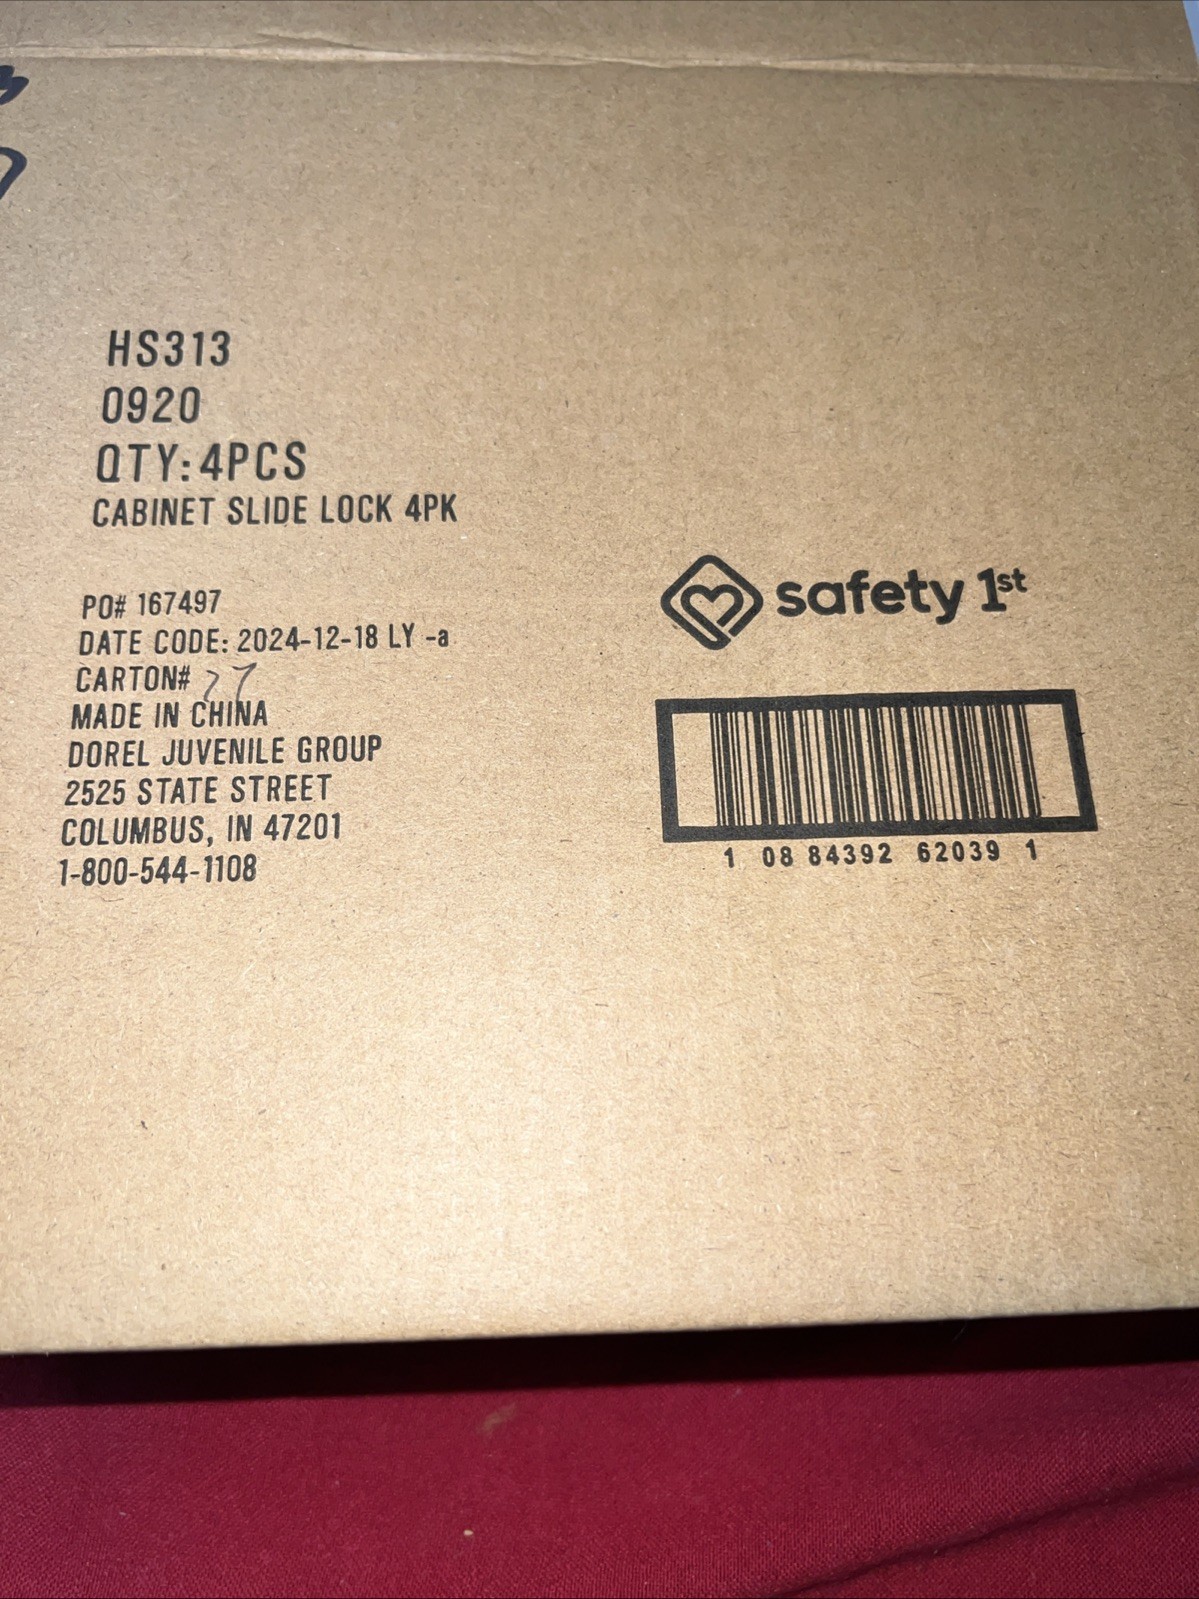 HS313
0920
QTY: 4PCS
CABINET SLIDE LOCK 4PK
PO# 167497
DATE CODE: 2024-12-18 LY -a
CARTON# 27
MADE IN CHINA
DOREL JUVENILE GROUP
2525 STATE STREET
COLUMBUS, IN 47201
1-800-544-1108
safety 1st
1 08 84392 62039 1